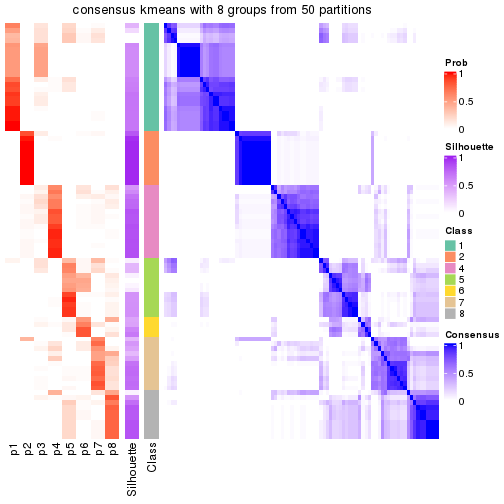 consensus kmeans with 8 groups from 50 partitions
Prob
1
0.5
0
Silhouette
1
0.5
0
Class
1
2
4
5
6
7
8
Consensus
1
0.5
0
p1
p2
p3
p4
p5
p6
p7
p8
Silhouette
Class